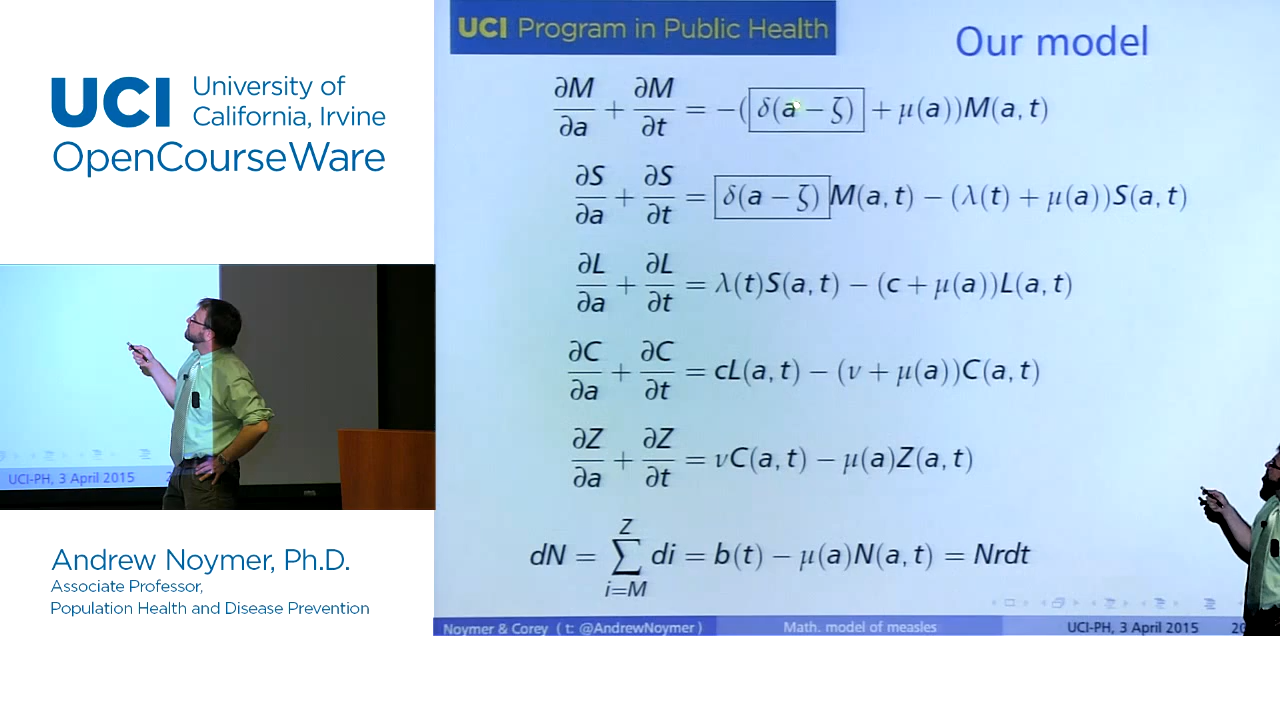 UCI University of California, Irvine
OpenCourseWare
UCI-PH, 3 April 2015
Andrew Noymer, Ph.D.
Associate Professor,
Population Health and Disease Prevention
UCI Program in Public Health
Our model
∂M/∂a + ∂M/∂t = −(δ(a − ζ) + μ(a))M(a, t)
∂S/∂a + ∂S/∂t = δ(a − ζ)M(a, t) − (λ(t) + μ(a))S(a, t)
∂L/∂a + ∂L/∂t = λ(t)S(a, t) − (c + μ(a))L(a, t)
∂C/∂a + ∂C/∂t = cL(a, t) − (ν + μ(a))C(a, t)
∂Z/∂a + ∂Z/∂t = νC(a, t) − μ(a)Z(a, t)
dN = ∑_{i=M}^{Z} di = b(t) − μ(a)N(a, t) = Nrdt
Noymer & Corey ( t: @AndrewNoymer ) Math. model of measles UCI-PH, 3 April 2015